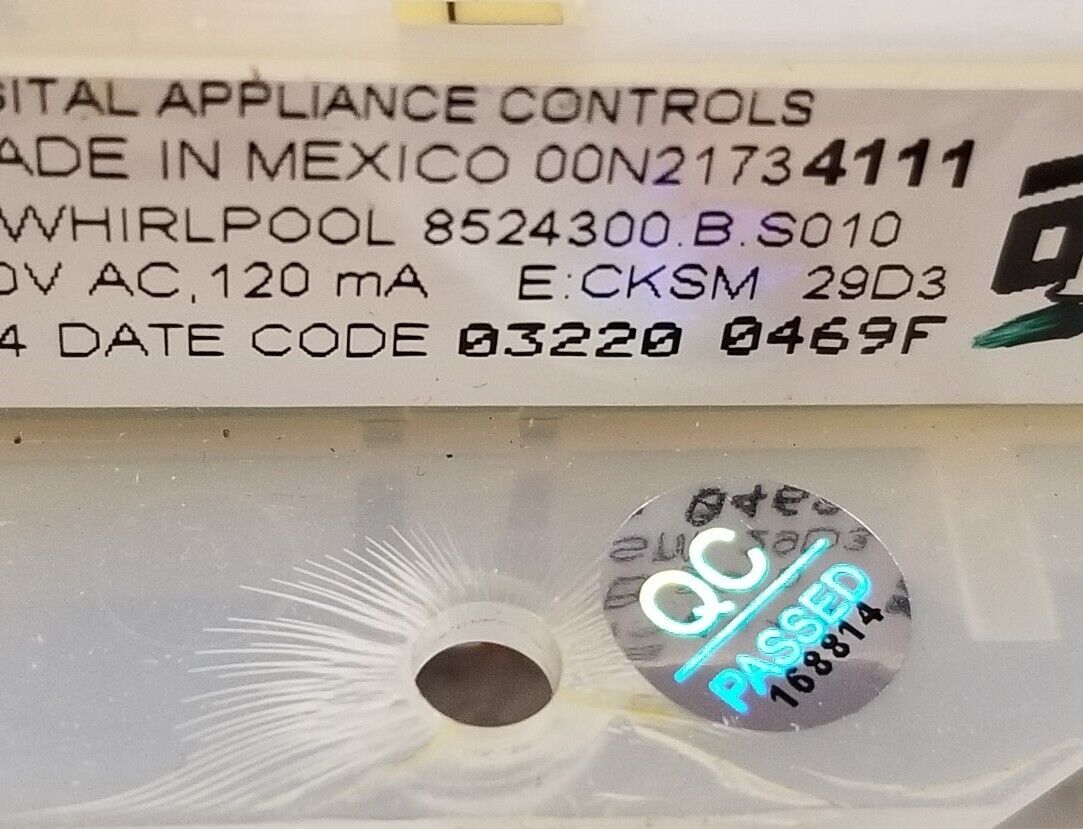 ITAL APPLIANCE CONTROLS
ADE IN MEXICO 00N21734111
WHIRLPOOL 8524300.B.S010
0V AC, 120 mA E:CKSM 29D3
4 DATE CODE 03220 0469F
QC
PASSED
168814